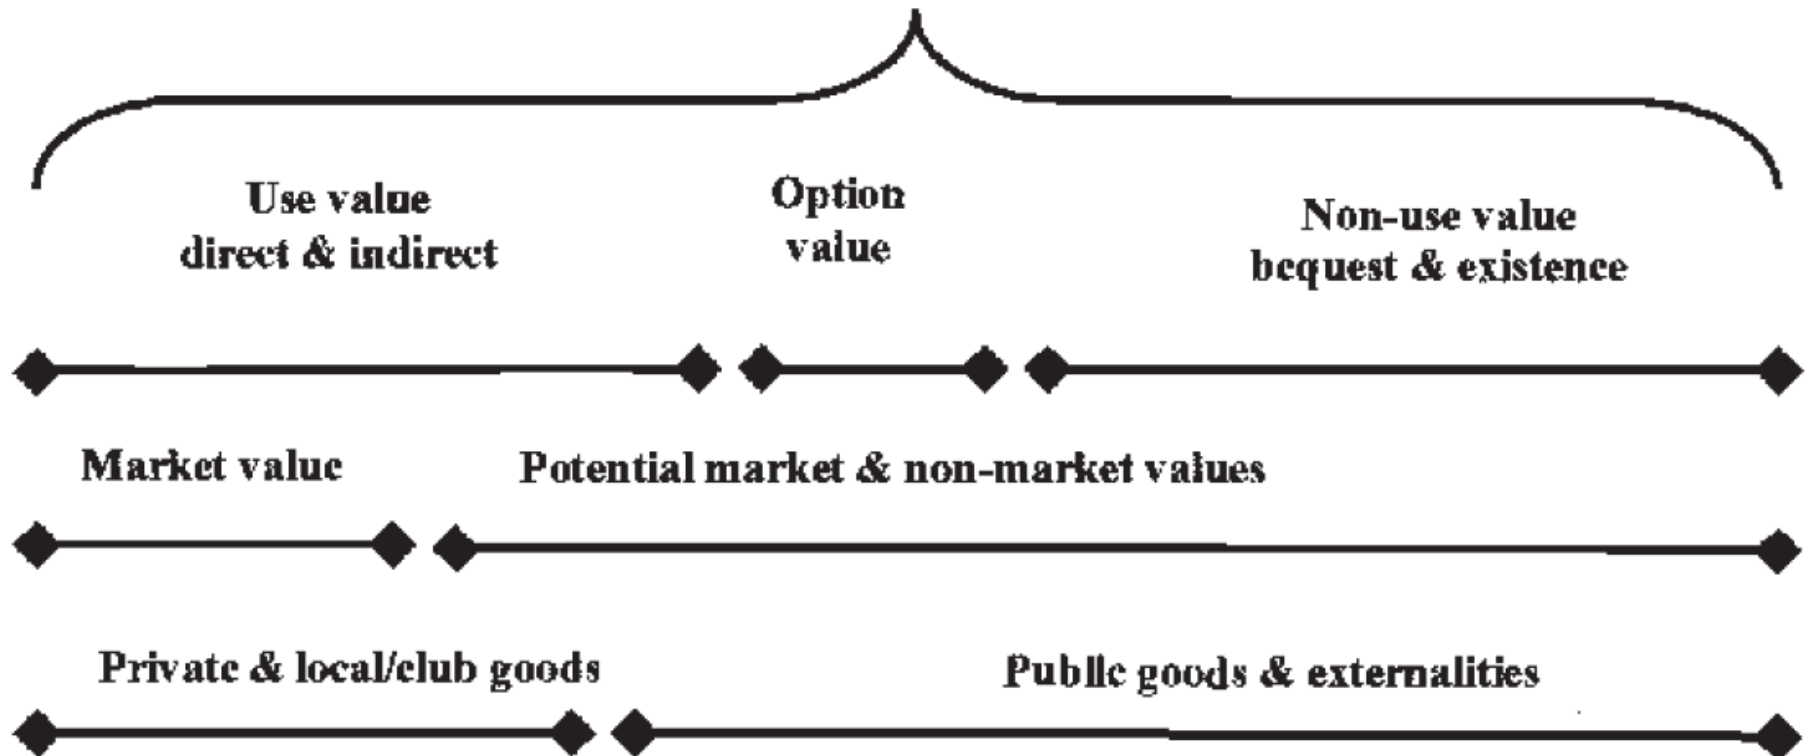 Use value
direct & indirect
Option
value
Non-use value
bequest & existence
Market value
Potential market & non-market values
Private & local/club goods
Public goods & externalities